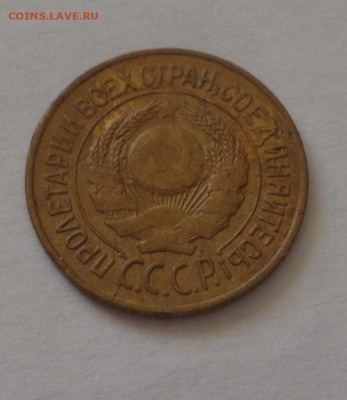 COINS.LAVE.RU
ПРОЛЕТАРИИ ВСЕХ СТРАН, СОЕДИНЯЙТЕСЬ!
С.С.С.Р.